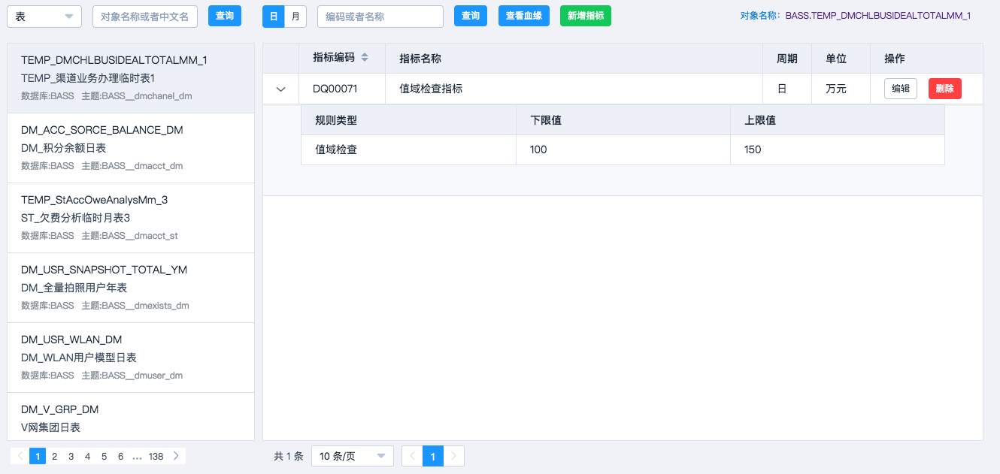 表
对象名称或者中文名
查询
日 月
编码或者名称
查询
查看血缘
新增指标
对象名称: BASS.TEMP_DMCHLBUSIDEALTOTALMM_1
TEMP_DMCHLBUSIDEALTOTALMM_1
TEMP_渠道业务办理临时表1
数据库:BASS 主题:BASS__dmchanel_dm
DM_ACC_SORCE_BALANCE_DM
DM_积分余额日表
数据库:BASS 主题:BASS__dmacct_dm
TEMP_StAccOweAnalysMm_3
ST_欠费分析临时月表3
数据库:BASS 主题:BASS__dmacct_st
DM_USR_SNAPSHOT_TOTAL_YM
DM_全量拍照用户年表
数据库:BASS 主题:BASS__dmexists_dm
DM_USR_WLAN_DM
DM_WLAN用户模型日表
数据库:BASS 主题:BASS__dmuser_dm
DM_V_GRP_DM
V网集团日表
1 2 3 4 5 6 ... 138
指标编码 指标名称 周期 单位 操作
DQ00071 值域检查指标 日 万元 编辑 删除
规则类型 下限值 上限值
值域检查 100 150
共 1 条 10 条/页 1